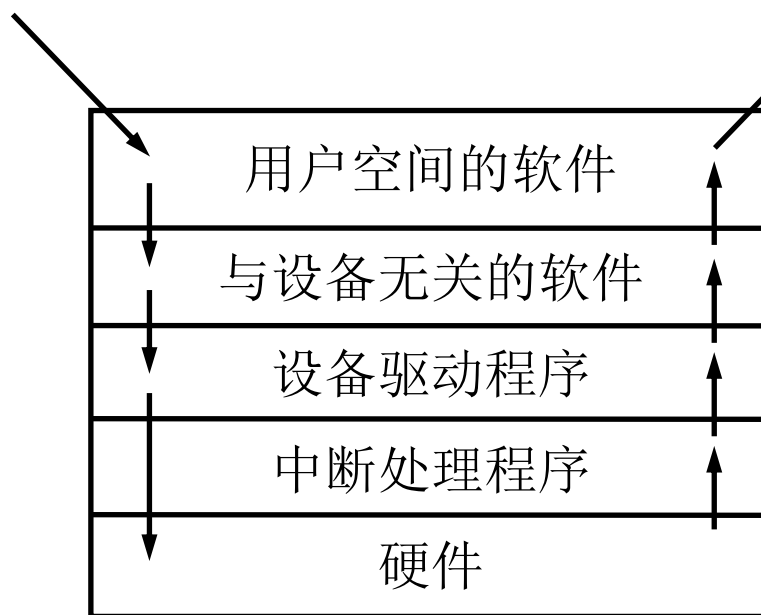 用户空间的软件
与设备无关的软件
设备驱动程序
中断处理程序
硬件